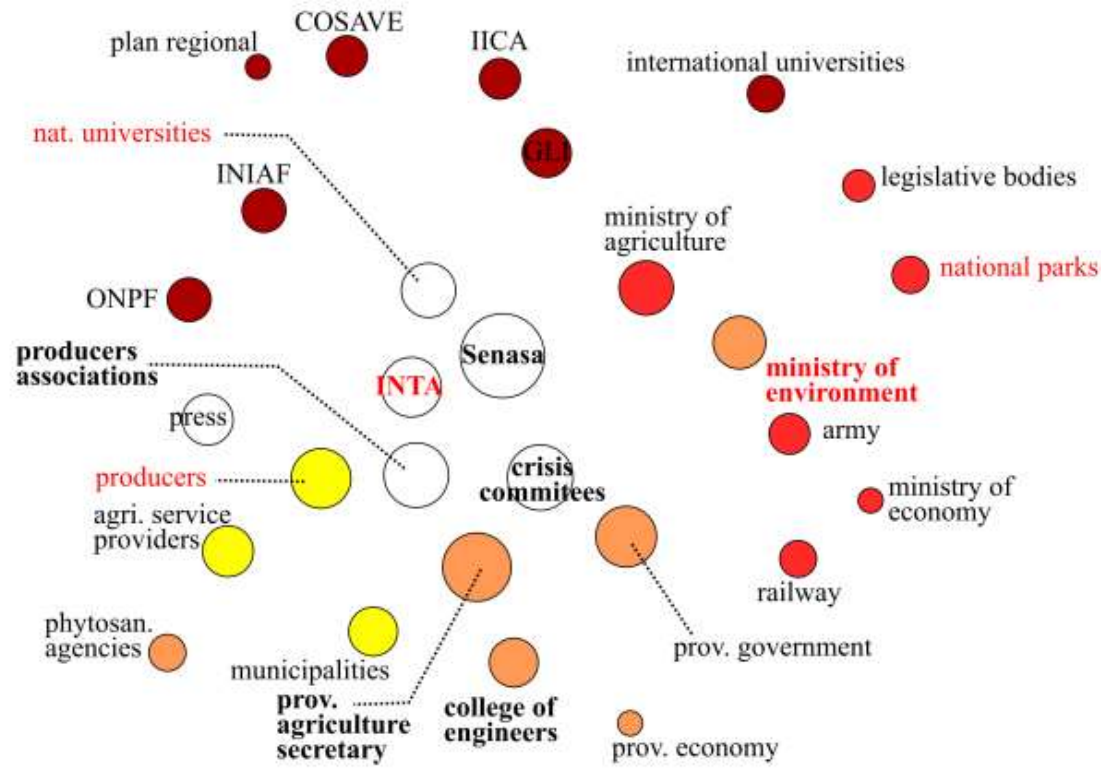 COSAVE
plan regional
IICA
international universities
nat. universities
GLI
INIAF
legislative bodies
ministry of
agriculture
national parks
ONPF
producers
associations
Senasa
ministry of
environment
INTA
press
army
crisis
commitees
producers
ministry of
economy
agri. service
providers
railway
phytosan.
agencies
prov. government
municipalities
prov.
agriculture
secretary
college of
engineers
prov. economy